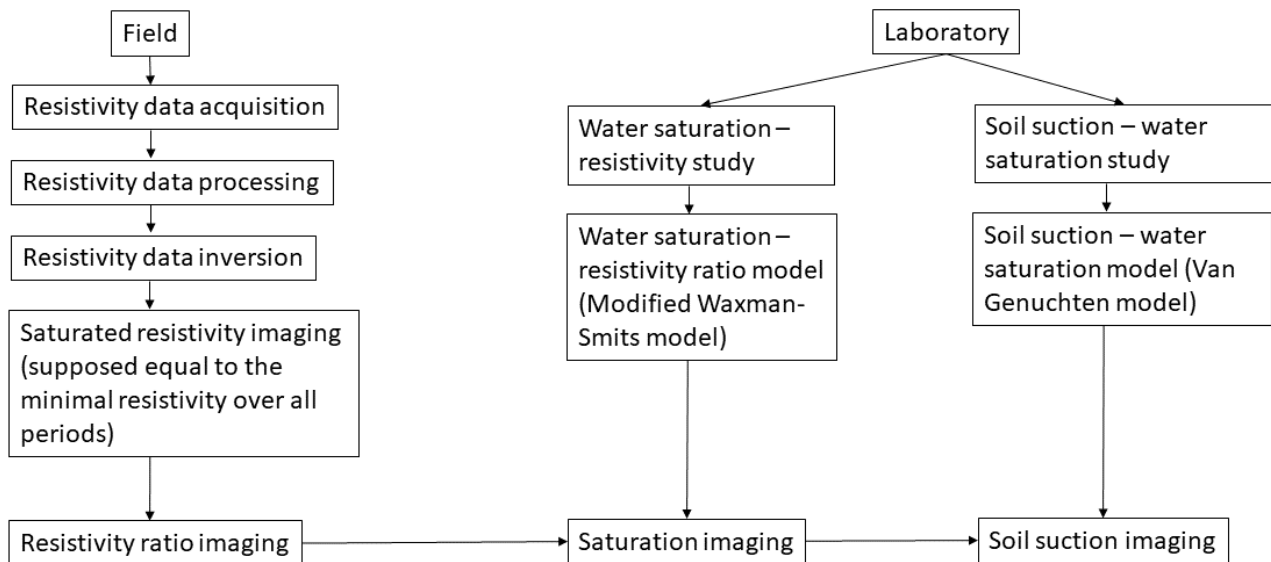 Field
Laboratory
Resistivity data acquisition
Resistivity data processing
Resistivity data inversion
Saturated resistivity imaging
(supposed equal to the
minimal resistivity over all
periods)
Resistivity ratio imaging
Water saturation –
resistivity study
Water saturation –
resistivity ratio model
(Modified Waxman-
Smits model)
Saturation imaging
Soil suction – water
saturation study
Soil suction – water
saturation model (Van
Genuchten model)
Soil suction imaging